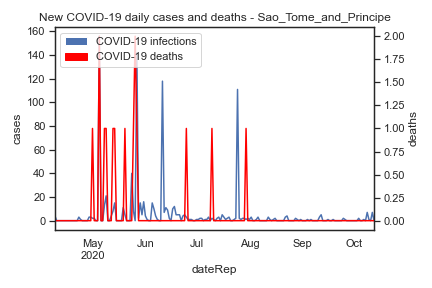 New COVID-19 daily cases and deaths - Sao_Tome_and_Principe
COVID-19 infections
COVID-19 deaths
160
140
120
100
80
60
40
20
0
cases
2.00
1.75
1.50
1.25
1.00
0.75
0.50
0.25
0.00
deaths
May Jun Jul Aug Sep Oct
2020
dateRep